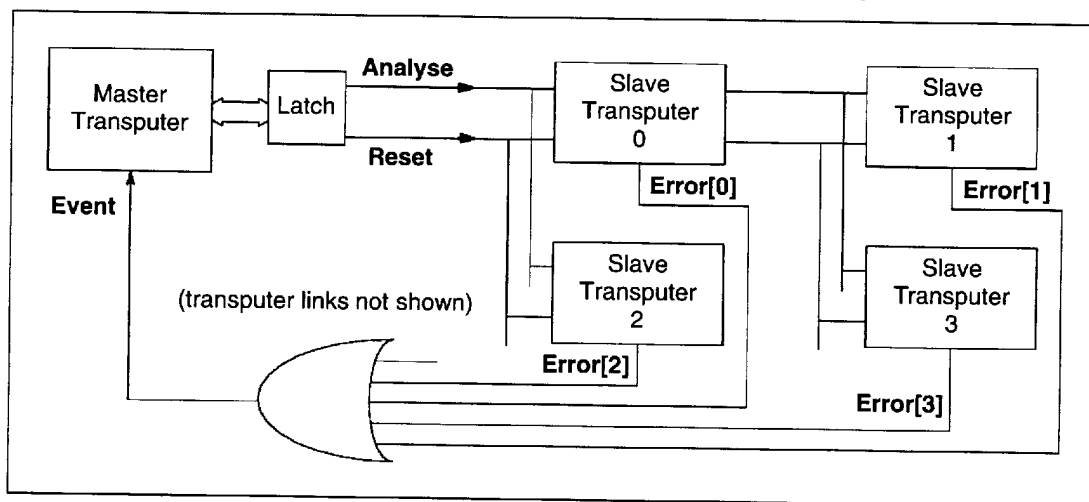 Master
Transputer
Latch
Analyse
Reset
Slave
Transputer
0
Slave
Transputer
1
Error[0]
Error[1]
Event
Slave
Transputer
2
Slave
Transputer
3
(transputer links not shown)
Error[2]
Error[3]